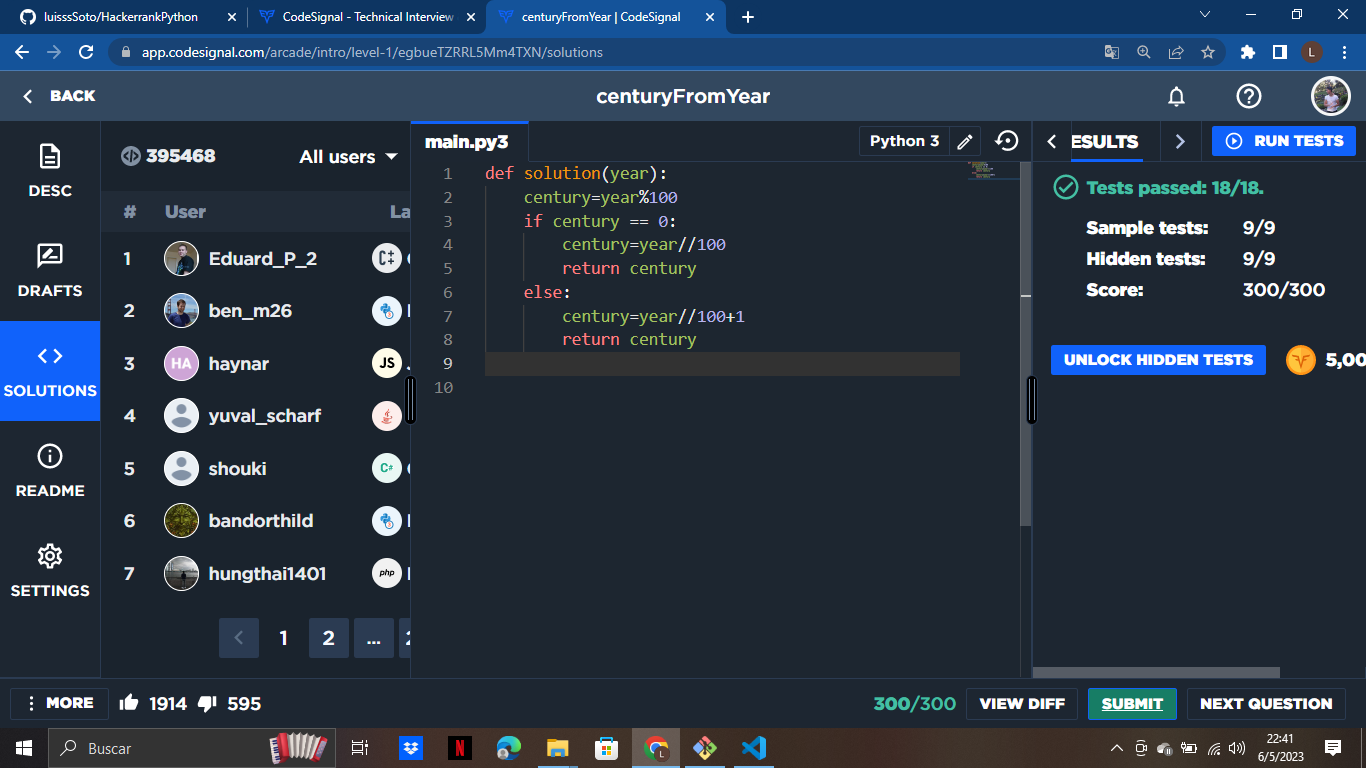 luisssSoto/HackerrankPython
CodeSignal - Technical Interview
centuryFromYear | CodeSignal
app.codesignal.com/arcade/intro/level-1/egbueTZRRL5Mm4TXN/solutions
L
BACK
centuryFromYear
DESC
DRAFTS
SOLUTIONS
README
SETTINGS
395468
All users
# User La
1 Eduard_P_2
2 ben_m26
3 HA haynar JS
4 yuval_scharf
5 shouki C#
6 bandorthild
7 hungthai1401 php
1 2 ...
main.py3
Python 3
1 def solution(year):
2 century=year%100
3 if century == 0:
4 century=year//100
5 return century
6 else:
7 century=year//100+1
8 return century
9
10
ESULTS
RUN TESTS
Tests passed: 18/18.
Sample tests: 9/9
Hidden tests: 9/9
Score: 300/300
UNLOCK HIDDEN TESTS 5,00
MORE 1914 595
300/300 VIEW DIFF SUBMIT NEXT QUESTION
Buscar
22:41
6/5/2023